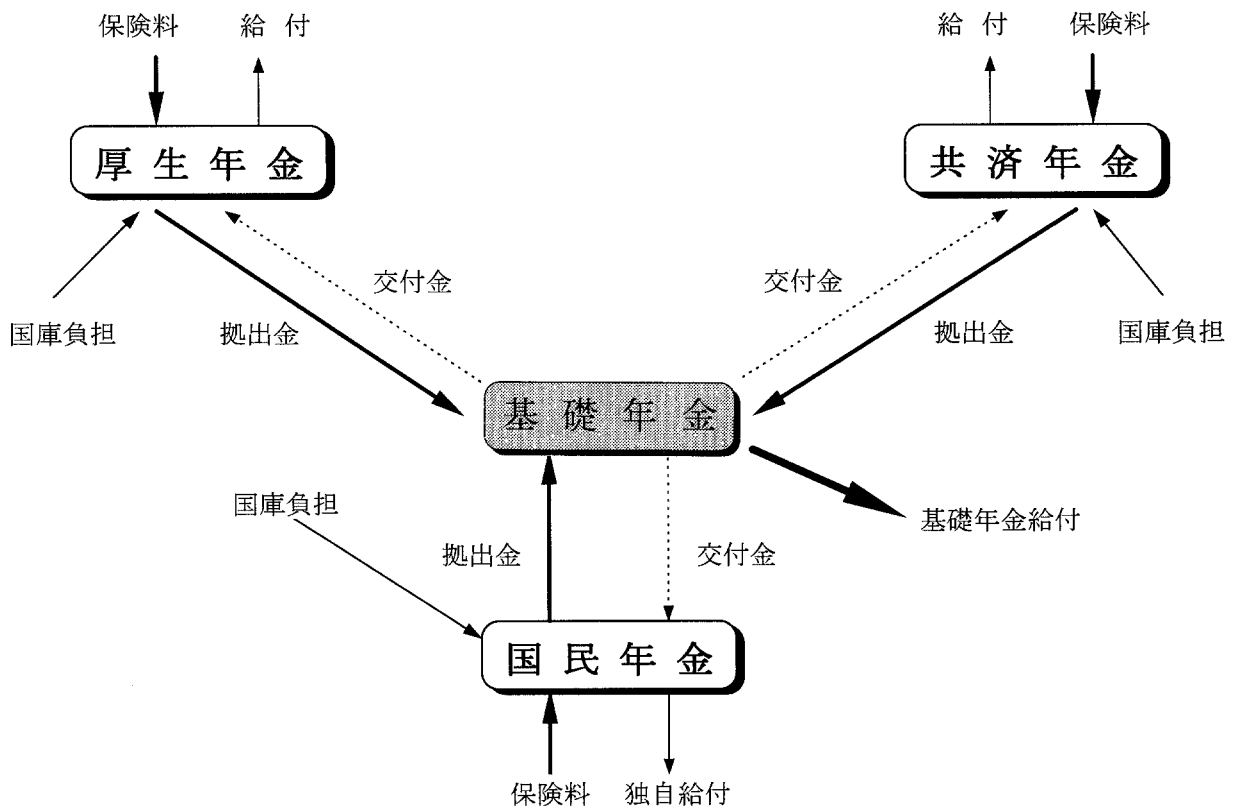 保険料
給 付
給 付
保険料
厚生年金
共済年金
交付金
交付金
国庫負担
拠出金
拠出金
国庫負担
基礎年金
国庫負担
基礎年金給付
拠出金
交付金
国民年金
保険料
独自給付